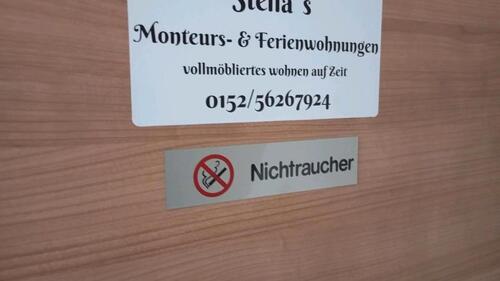 Stella´s
Monteurs- & Ferienwohnungen
vollmöbliertes wohnen auf Zeit
0152/56267924
Nichtraucher